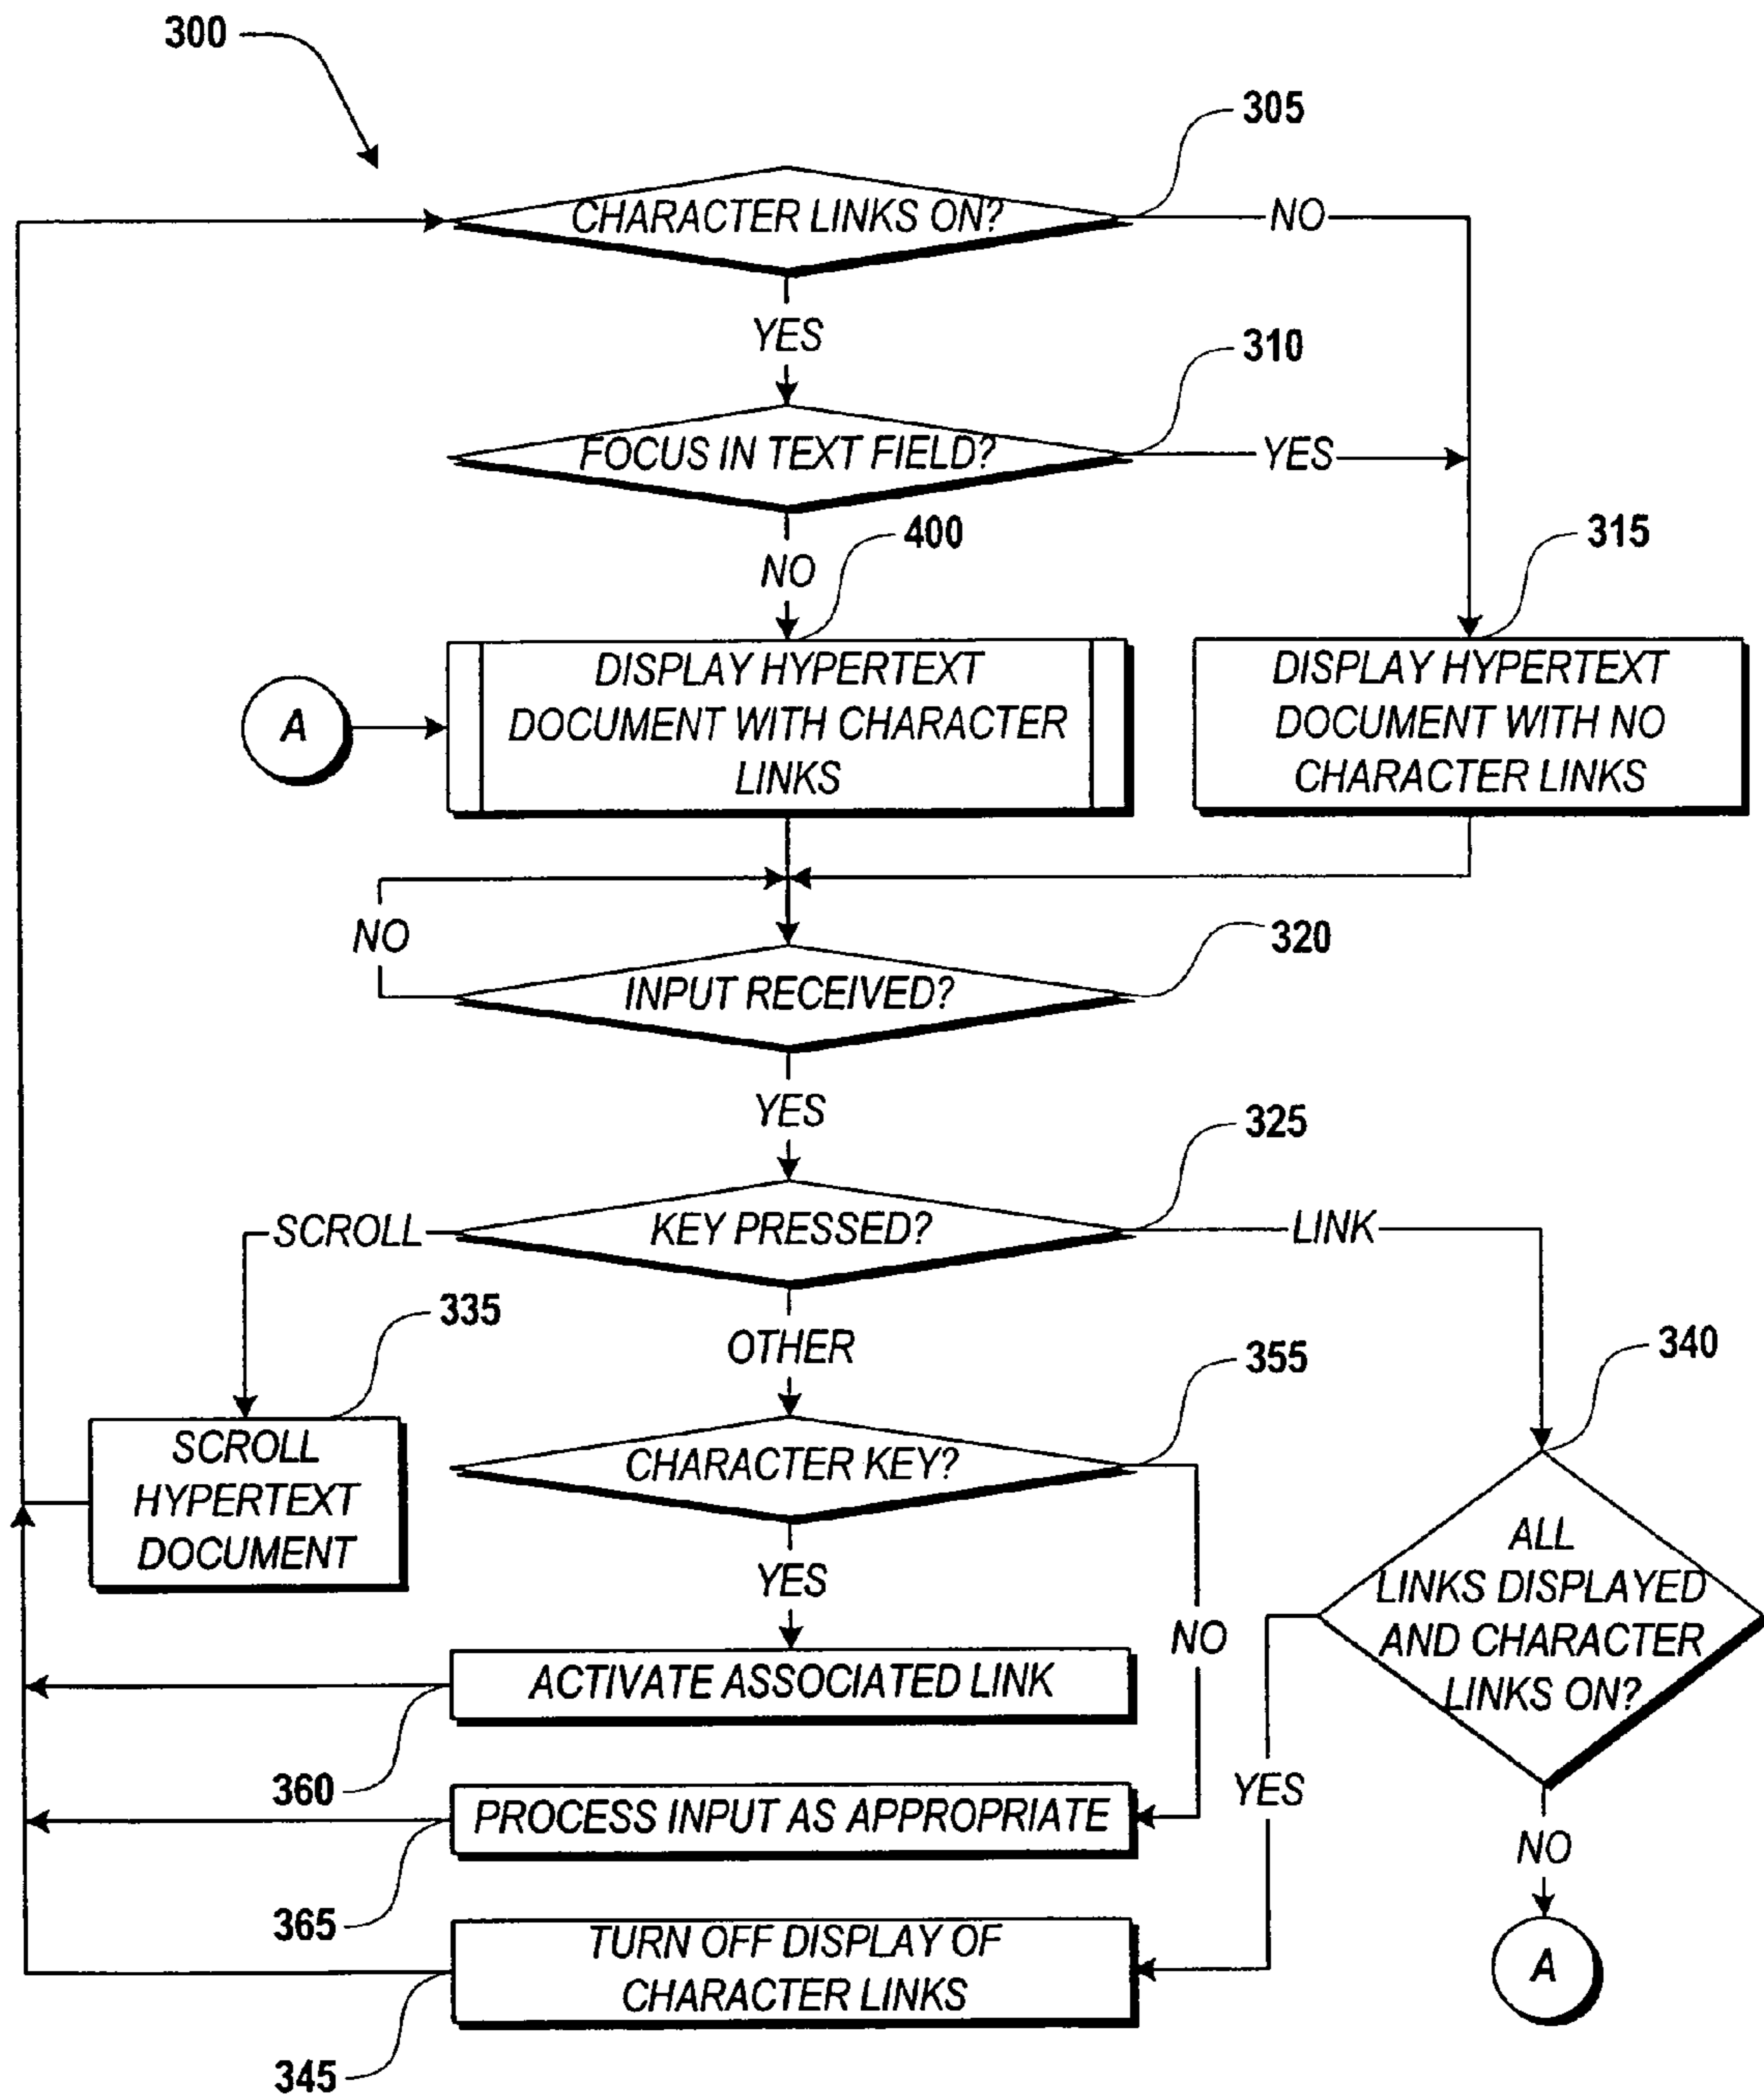 300
305
CHARACTER LINKS ON?
NO
YES
310
FOCUS IN TEXT FIELD?
YES
400
315
NO
DISPLAY HYPERTEXT
DOCUMENT WITH CHARACTER
LINKS
DISPLAY HYPERTEXT
DOCUMENT WITH NO
CHARACTER LINKS
A
NO
320
INPUT RECEIVED?
YES
325
SCROLL
KEY PRESSED?
LINK
335
OTHER
355
340
SCROLL
HYPERTEXT
DOCUMENT
CHARACTER KEY?
YES
NO
ALL
LINKS DISPLAYED
AND CHARACTER
LINKS ON?
ACTIVATE ASSOCIATED LINK
360
YES
PROCESS INPUT AS APPROPRIATE
NO
365
TURN OFF DISPLAY OF
CHARACTER LINKS
A
345